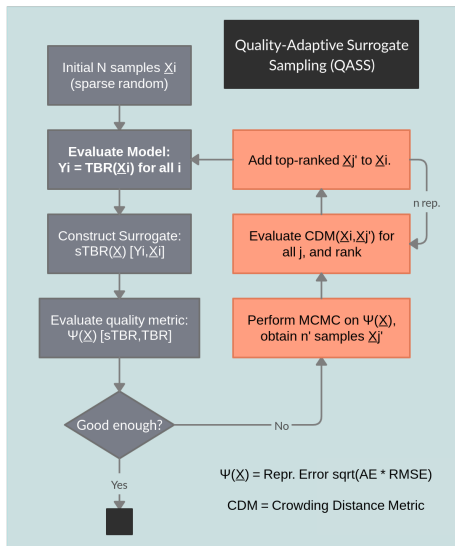 Quality-Adaptive Surrogate
Sampling (QASS)
Initial N samples Xi
(sparse random)
Evaluate Model:
Yi = TBR(Xi) for all i
Construct Surrogate:
sTBR(X) [Yi,Xi]
Evaluate quality metric:
Ψ(X) [sTBR,TBR]
Good enough?
Yes
No
Perform MCMC on Ψ(X),
obtain n' samples Xj'
Evaluate CDM(Xi,Xj') for
all j, and rank
Add top-ranked Xj' to Xi.
n rep.
Ψ(X) = Repr. Error sqrt(AE * RMSE)
CDM = Crowding Distance Metric